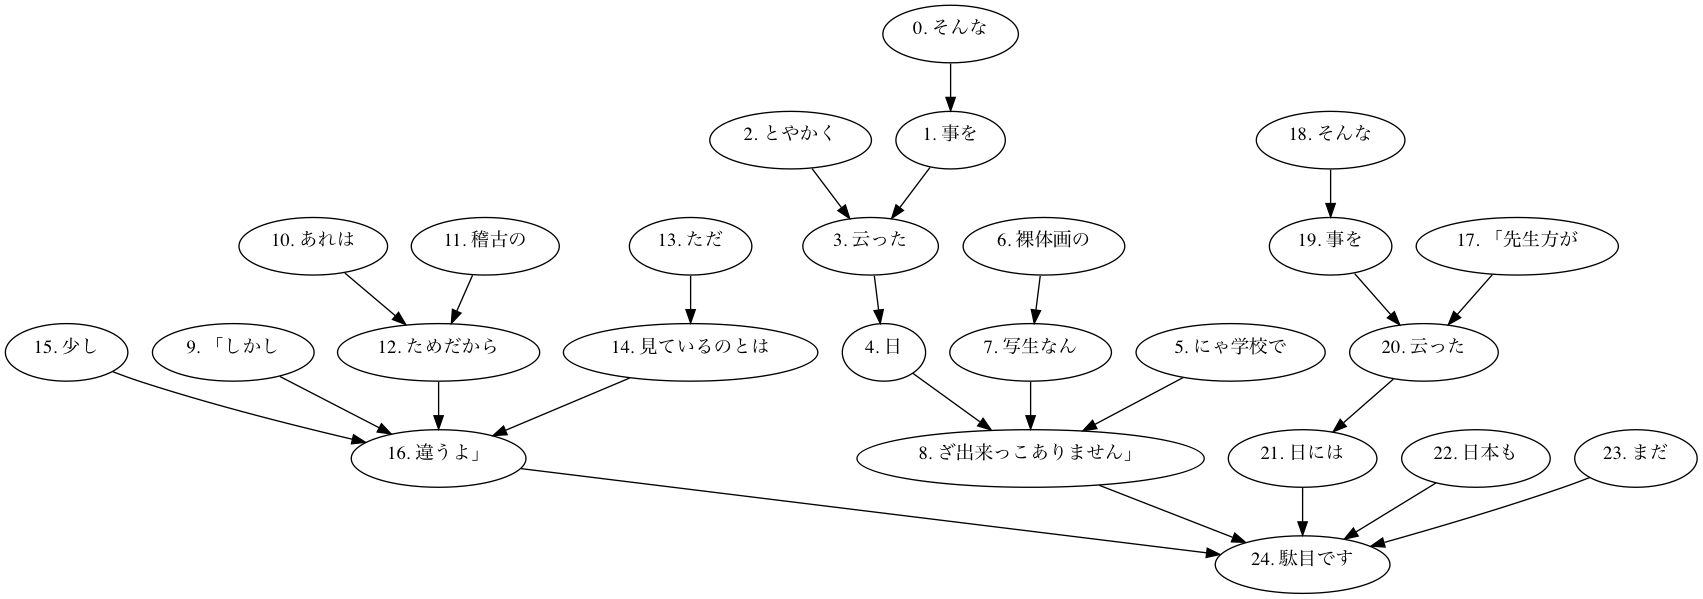 0. そんな
2. とやかく
1. 事を
18. そんな
10. あれは
11. 稽古の
13. ただ
3. 云った
6. 裸体画の
19. 事を
17. 「先生方が
15. 少し
9. 「しかし
12. ためだから
14. 見ているのとは
4. 日
7. 写生なん
5. にゃ学校で
20. 云った
16. 違うよ」
8. ざ出来っこありません」
21. 日には
22. 日本も
23. まだ
24. 駄目です